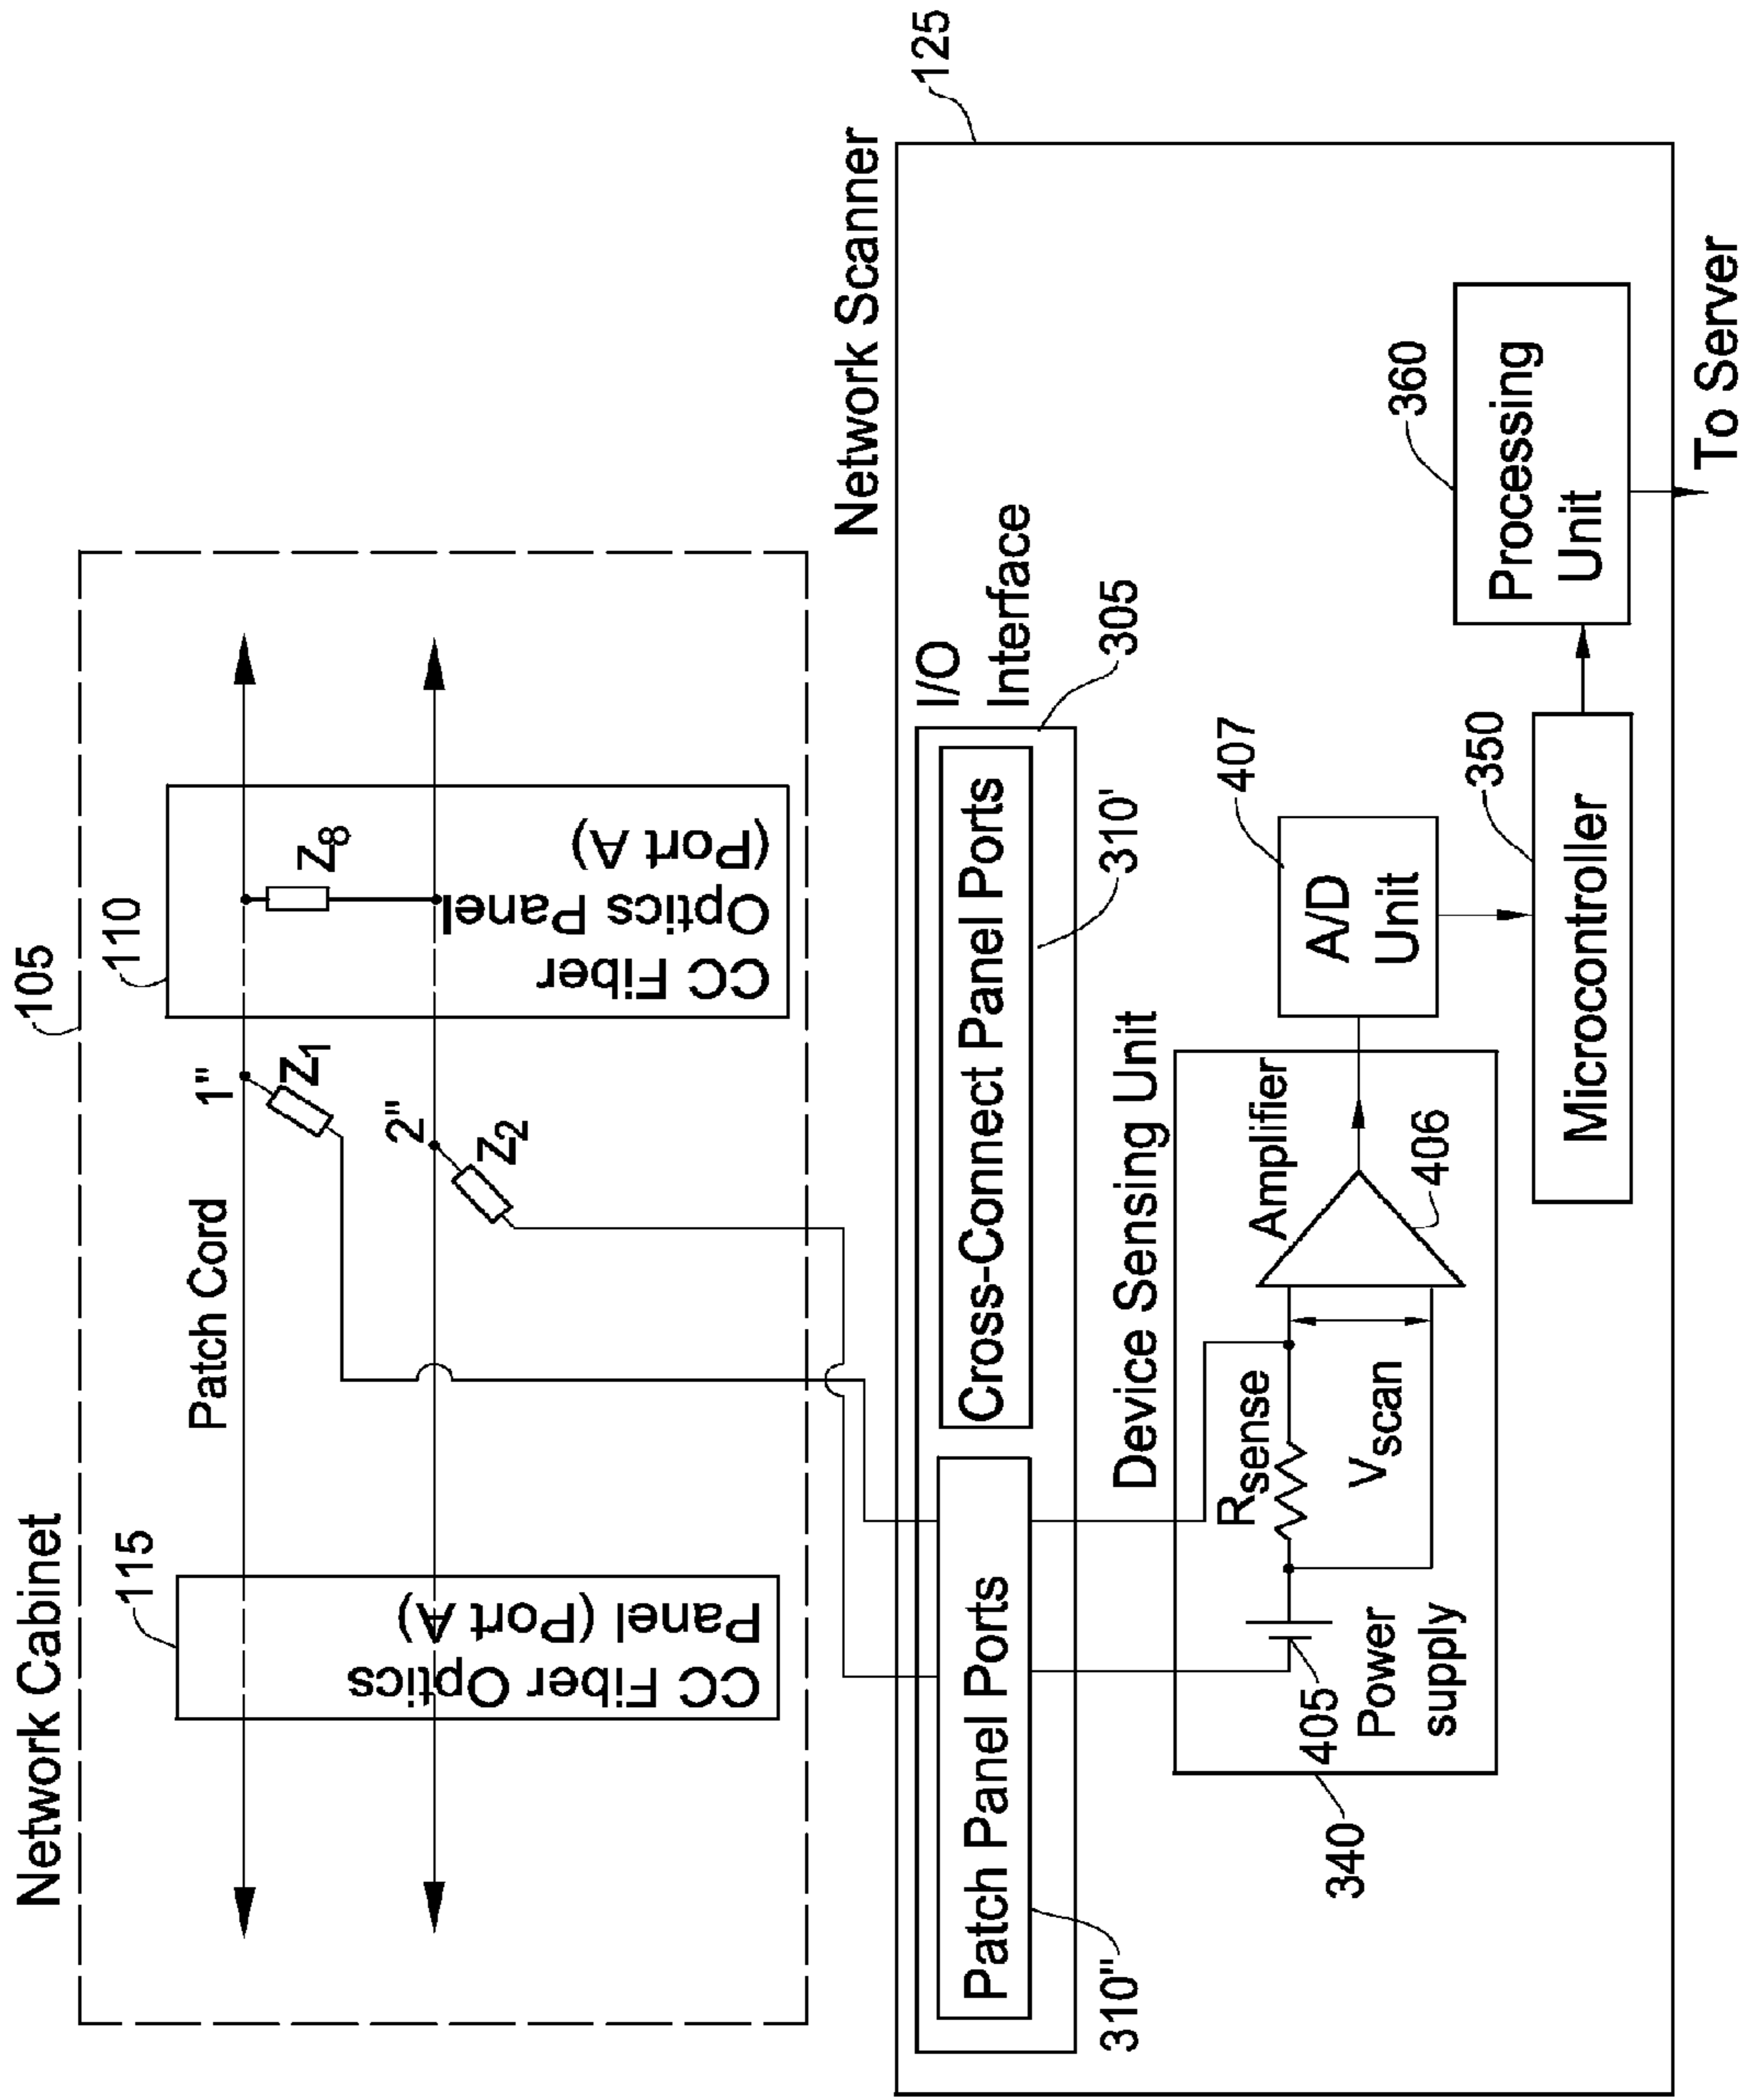 Network Cabinet
105
115
CC Fiber Optics
Panel (Port A)
Patch Cord
1"
Z1
2"
Z2
110
CC Fiber
Optics Panel
(Port A)
Z8
Network Scanner
125
I/O
Interface
305
Patch Panel Ports
310"
Cross-Connect Panel Ports
310'
Device Sensing Unit
340
405
Power
supply
Rsense
Vscan
Amplifier
406
A/D
Unit
407
Microcontroller
350
Processing
Unit
360
To Server